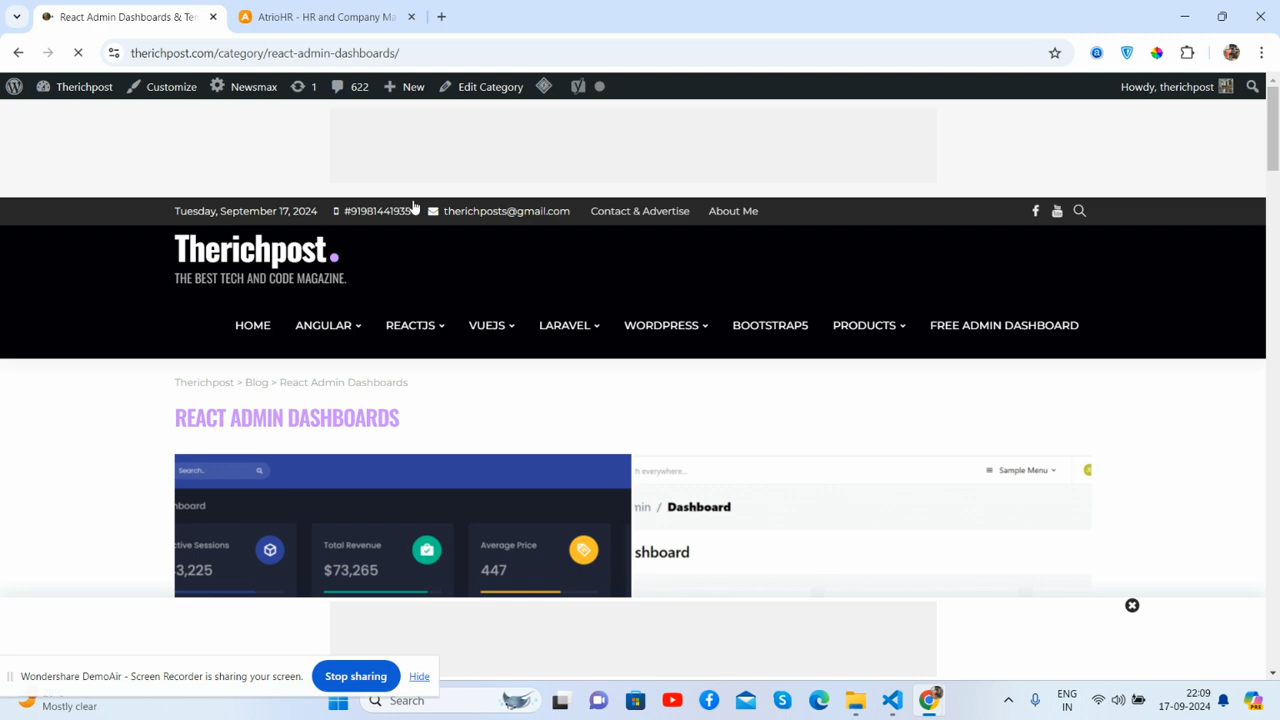 React Admin Dashboards & Te
AtrioHR - HR and Company Ma
therichpost.com/category/react-admin-dashboards/
Therichpost
Customize
Newsmax
1
622
New
Edit Category
Howdy, therichpost
Tuesday, September 17, 2024
#9198144193
therichposts@gmail.com
Contact & Advertise
About Me
Therichpost.
THE BEST TECH AND CODE MAGAZINE.
HOME
ANGULAR
REACTJS
VUEJS
LARAVEL
WORDPRESS
BOOTSTRAP5
PRODUCTS
FREE ADMIN DASHBOARD
Therichpost > Blog > React Admin Dashboards
REACT ADMIN DASHBOARDS
Search..
h everywhere...
Sample Menu
nboard
min / Dashboard
ctive Sessions
3,225
Total Revenue
$73,265
Average Price
447
shboard
Wondershare DemoAir - Screen Recorder is sharing your screen.
Stop sharing
Hide
Mostly clear
Search
ENG
IN
22:09
17-09-2024